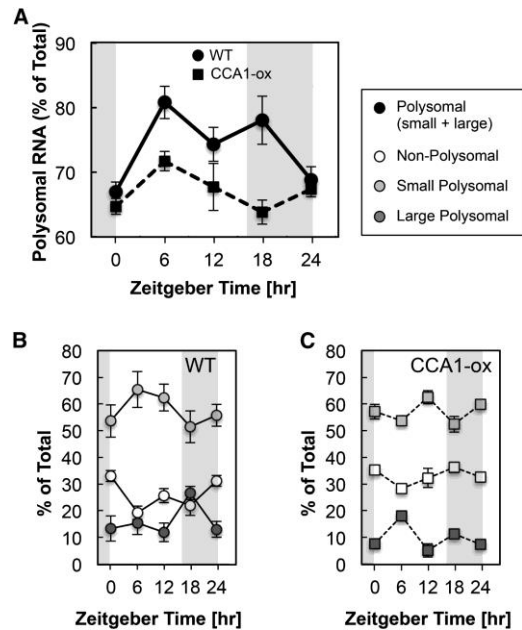 A
Polysomal RNA (% of Total)
90
80
70
60
WT
CCA1-ox
0 6 12 18 24
Zeitgeber Time [hr]
Polysomal
(small + large)
Non-Polysomal
Small Polysomal
Large Polysomal
B
WT
% of Total
80
70
60
50
40
30
20
10
0
0 6 12 18 24
Zeitgeber Time [hr]
C
CCA1-ox
% of Total
80
70
60
50
40
30
20
10
0
0 6 12 18 24
Zeitgeber Time [hr]